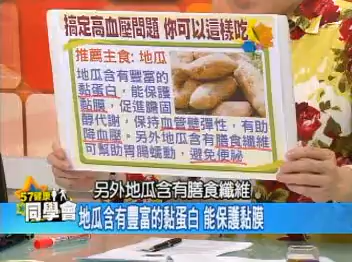 搞定高血壓問題 你可以這樣吃
推薦主食:地瓜
地瓜含有豐富的
黏蛋白,能保護
黏膜,促進膽固
醇代謝,保持血管壁彈性,有助
降血壓。另外地瓜含有膳食纖維
可幫助胃腸蠕動,避免便祕。
另外地瓜含有膳食纖維
57健康
同學會
地瓜含有豐富的黏蛋白 能保護黏膜